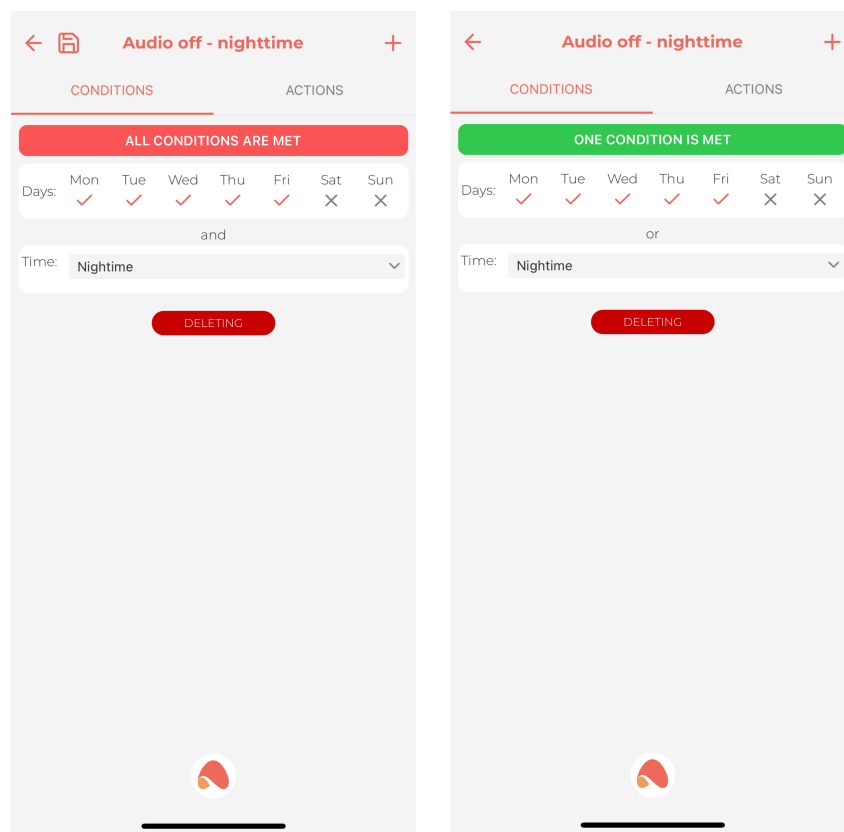 Audio off - nighttime
CONDITIONS ACTIONS
ALL CONDITIONS ARE MET
Mon Tue Wed Thu Fri Sat Sun
Days:
and
Time: Nightime
DELETING
Audio off - nighttime
CONDITIONS ACTIONS
ONE CONDITION IS MET
Mon Tue Wed Thu Fri Sat Sun
Days:
or
Time: Nightime
DELETING